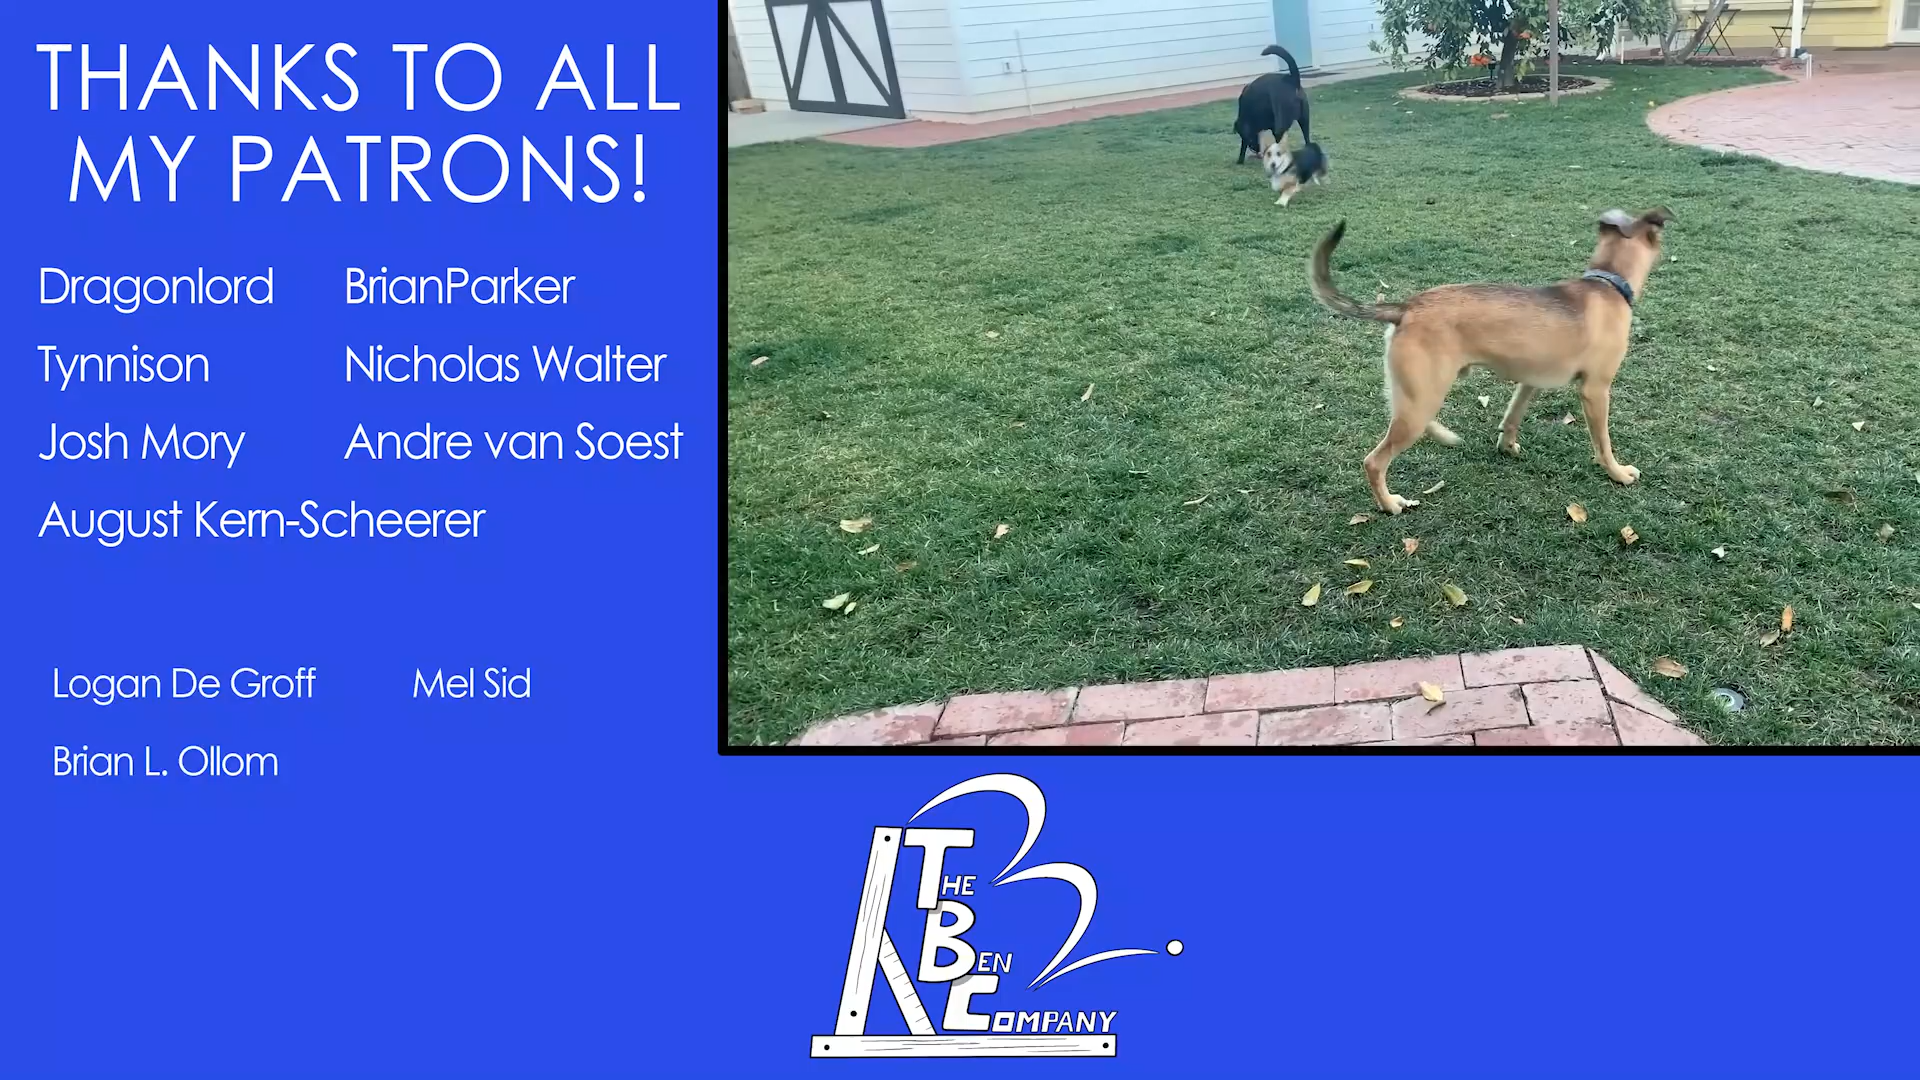 THANKS TO ALL
MY PATRONS!
Dragonlord
BrianParker
Tynnison
Nicholas Walter
Josh Mory
Andre van Soest
August Kern-Scheerer
Logan De Groff
Mel Sid
Brian L. Ollom
THE
BEN
COMPANY